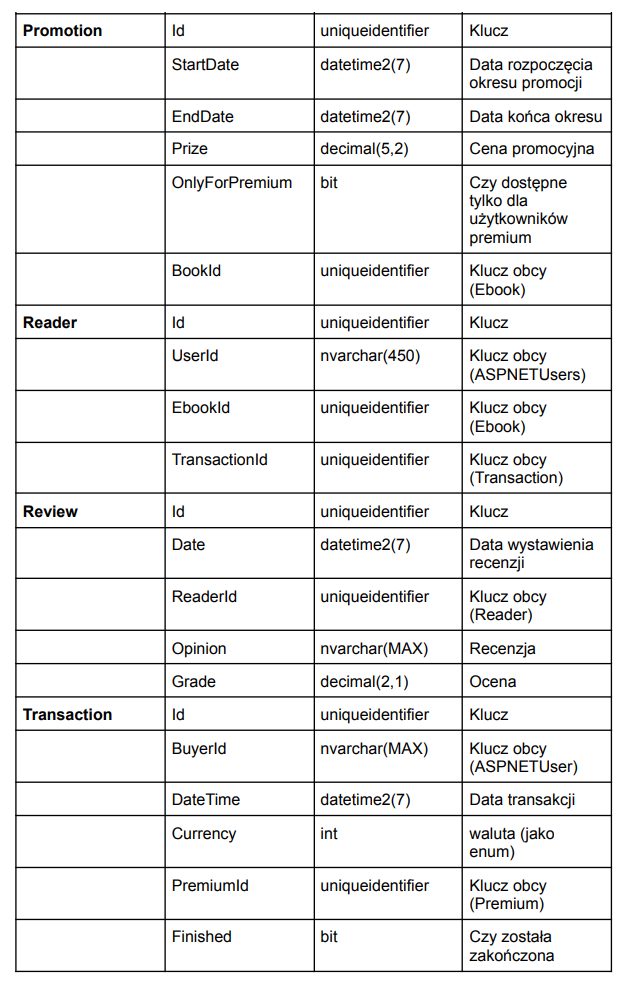 Promotion Id uniqueidentifier Klucz
StartDate datetime2(7) Data rozpoczęcia
okresu promocji
EndDate datetime2(7) Data końca okresu
Prize decimal(5,2) Cena promocyjna
OnlyForPremium bit Czy dostępne
tylko dla
użytkowników
premium
BookId uniqueidentifier Klucz obcy
(Ebook)
Reader Id uniqueidentifier Klucz
UserId nvarchar(450) Klucz obcy
(ASPNETUsers)
EbookId uniqueidentifier Klucz obcy
(Ebook)
TransactionId uniqueidentifier Klucz obcy
(Transaction)
Review Id uniqueidentifier Klucz
Date datetime2(7) Data wystawienia
recenzji
ReaderId uniqueidentifier Klucz obcy
(Reader)
Opinion nvarchar(MAX) Recenzja
Grade decimal(2,1) Ocena
Transaction Id uniqueidentifier Klucz
BuyerId nvarchar(MAX) Klucz obcy
(ASPNETUser)
DateTime datetime2(7) Data transakcji
Currency int waluta (jako
enum)
PremiumId uniqueidentifier Klucz obcy
(Premium)
Finished bit Czy została
zakończona